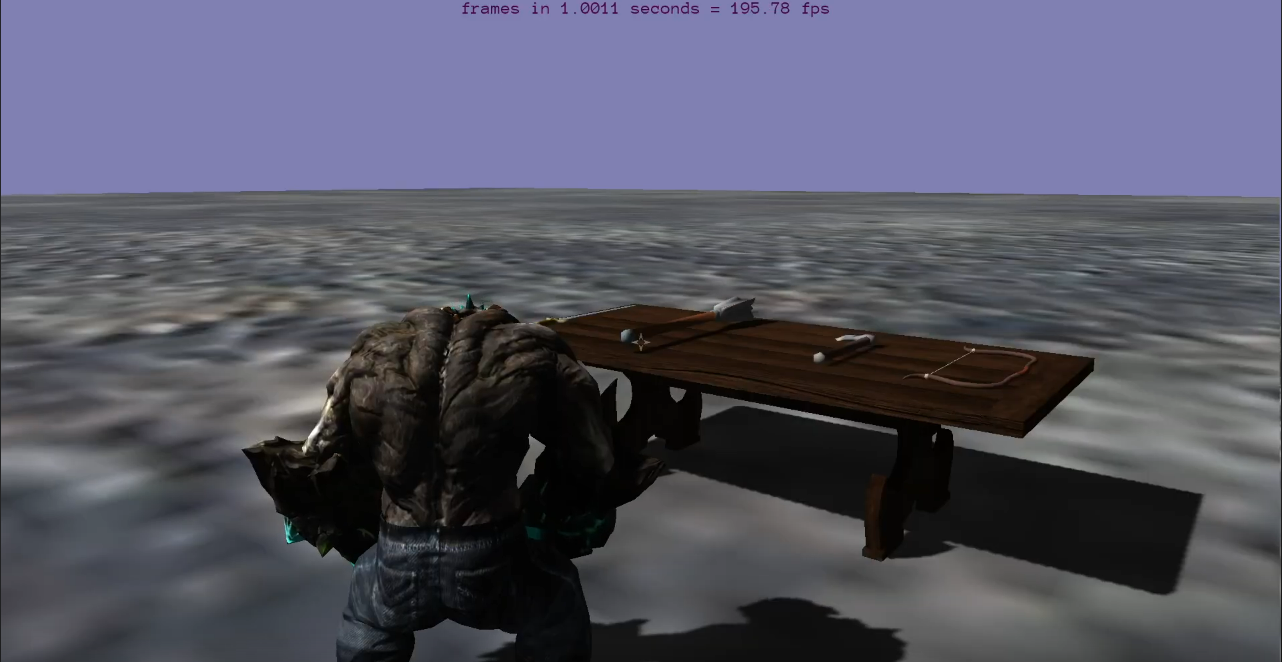 frames in 1.0011 seconds = 195.78 fps